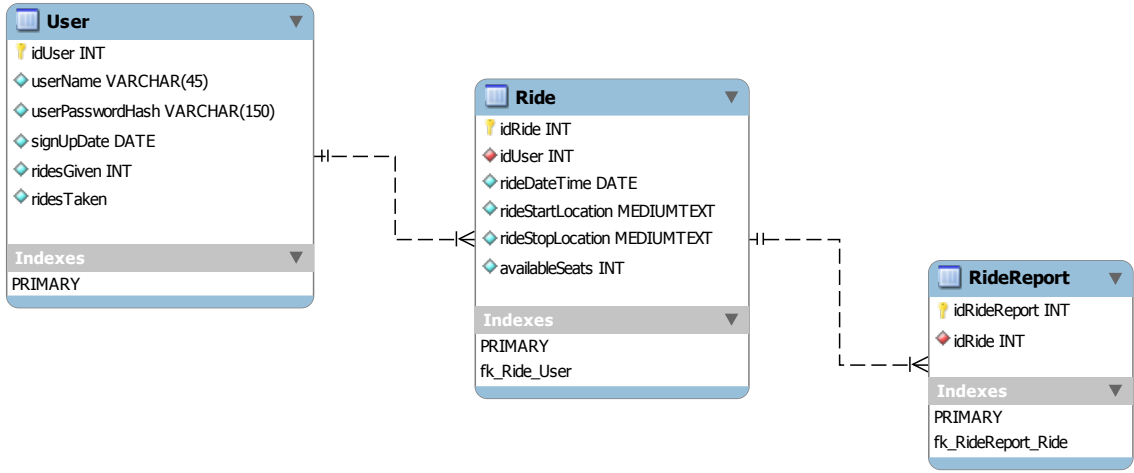 User
idUser INT
userName VARCHAR(45)
userPasswordHash VARCHAR(150)
signUpDate DATE
ridesGiven INT
ridesTaken
Indexes
PRIMARY
Ride
idRide INT
idUser INT
rideDateTime DATE
rideStartLocation MEDIUMTEXT
rideStopLocation MEDIUMTEXT
availableSeats INT
Indexes
PRIMARY
fk_Ride_User
RideReport
idRideReport INT
idRide INT
Indexes
PRIMARY
fk_RideReport_Ride